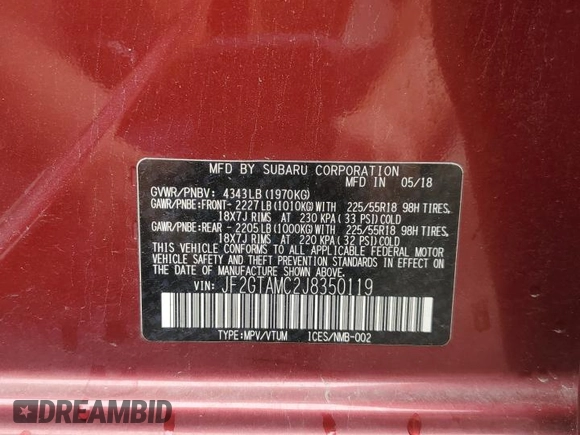 MFD BY SUBARU CORPORATION
MFD IN 05/18
GVWR/PNBV: 4343LB (1970KG)
GAWR/PNBE:FRONT- 2227LB (1010KG)WITH 225/55R18 98H TIRES,
18X7J RIMS AT 230 KPA (33 PSI)COLD
GAWR/PNBE:REAR - 2205LB (1000KG)WITH 225/55R18 98H TIRES,
18X7J RIMS AT 220 KPA (32 PSI)COLD
THIS VEHICLE CONFORMS TO ALL APPLICABLE FEDERAL MOTOR
VEHICLE SAFETY STANDARDS IN EFFECT ON THE DATE OF
MANUFACTURE SHOWN ABOVE.
VIN: JF2GTAMC2J8350119
TYPE:MPV/VTUM ICES/NMB-002
DREAMBID